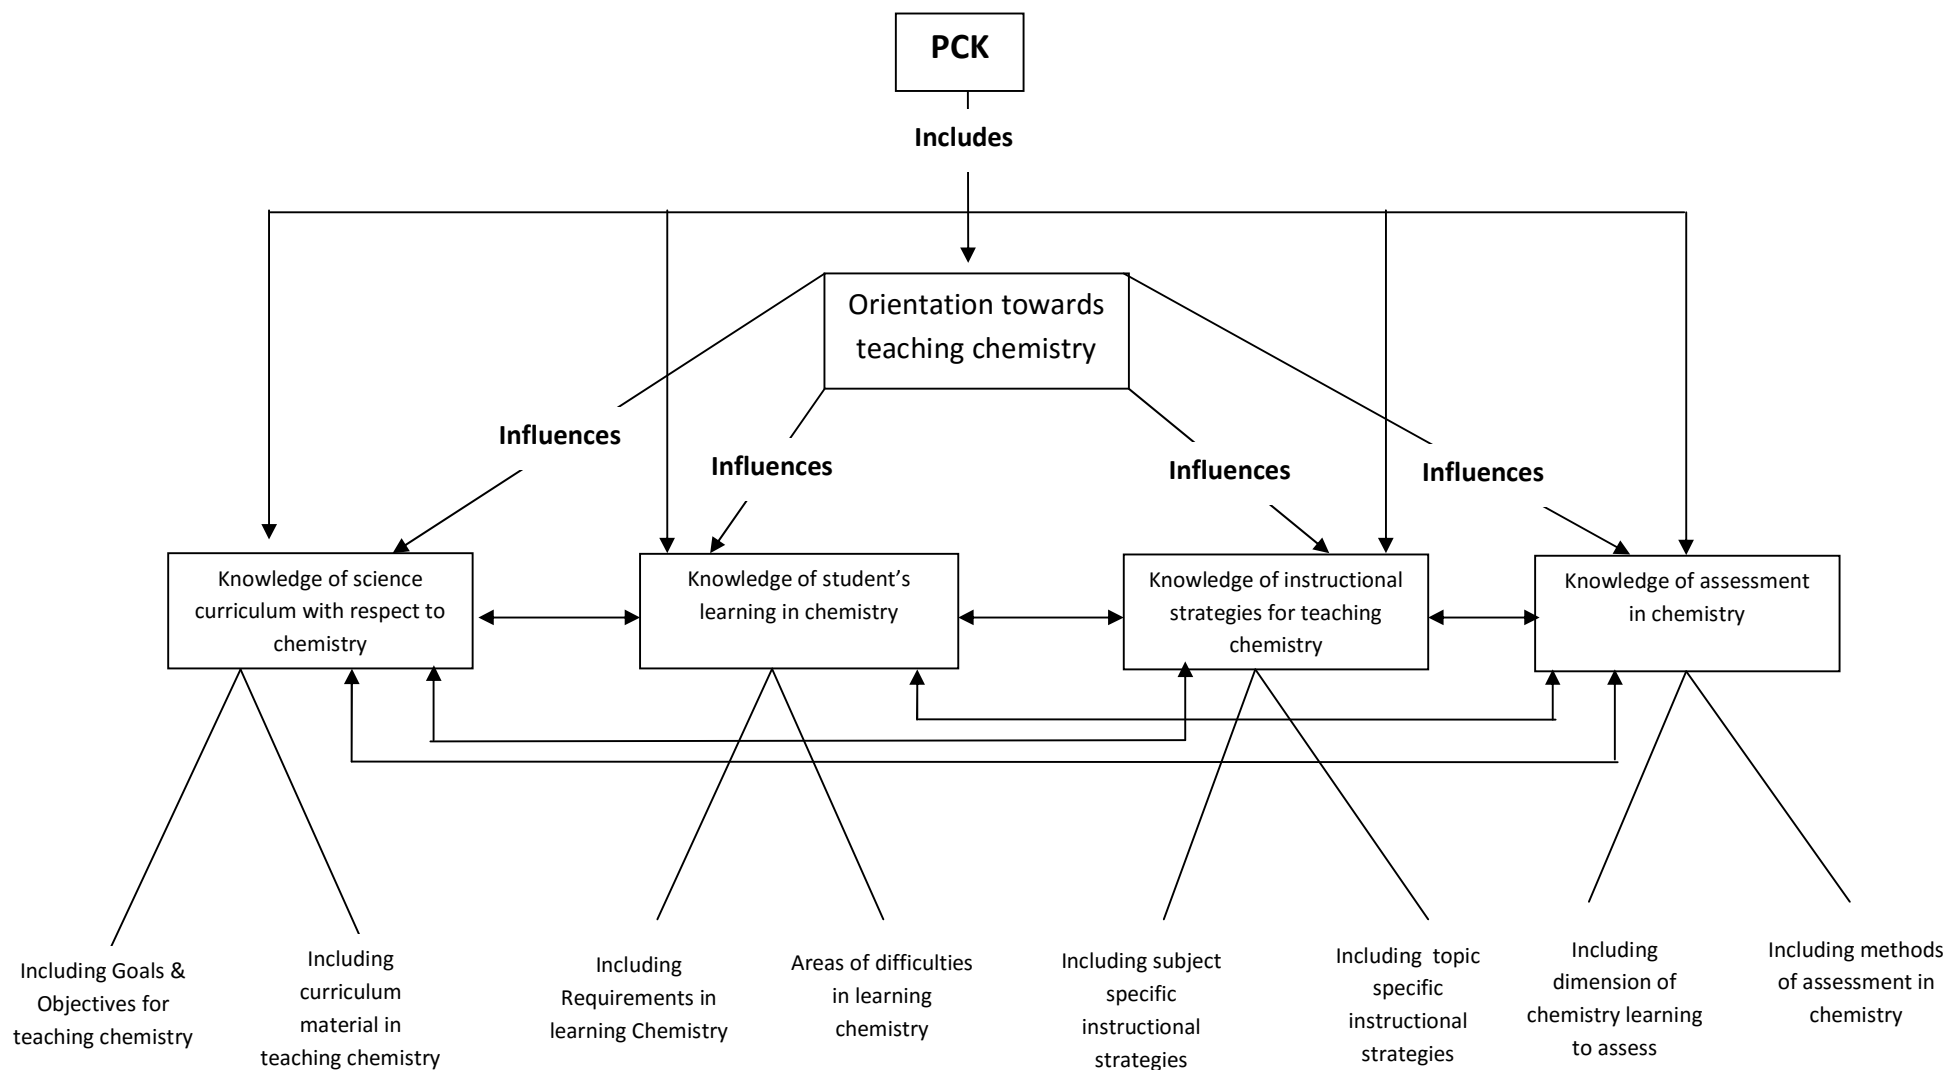 PCK
Includes
Orientation towards
teaching chemistry
Influences
Influences
Influences
Influences
Knowledge of science
curriculum with respect to
chemistry
Knowledge of student’s
learning in chemistry
Knowledge of instructional
strategies for teaching
chemistry
Knowledge of assessment
in chemistry
Including Goals &
Objectives for
teaching chemistry
Including
curriculum
material in
teaching chemistry
Including
Requirements in
learning Chemistry
Areas of difficulties
in learning
chemistry
Including subject
specific
instructional
strategies
Including topic
specific
instructional
strategies
Including
dimension of
chemistry learning
to assess
Including methods
of assessment in
chemistry